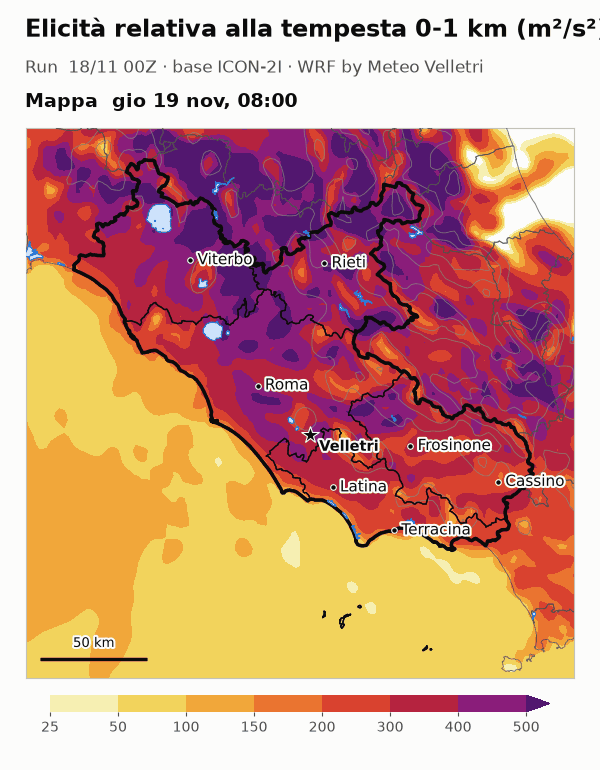 Elicità relativa alla tempesta 0-1 km (m²/s²)
Run  18/11 00Z · base ICON-2I · WRF by Meteo Velletri
Mappa  gio 19 nov, 08:00
Viterbo
Rieti
Roma
Velletri
Frosinone
Latina
Cassino
Terracina
50 km
25 50 100 150 200 300 400 500